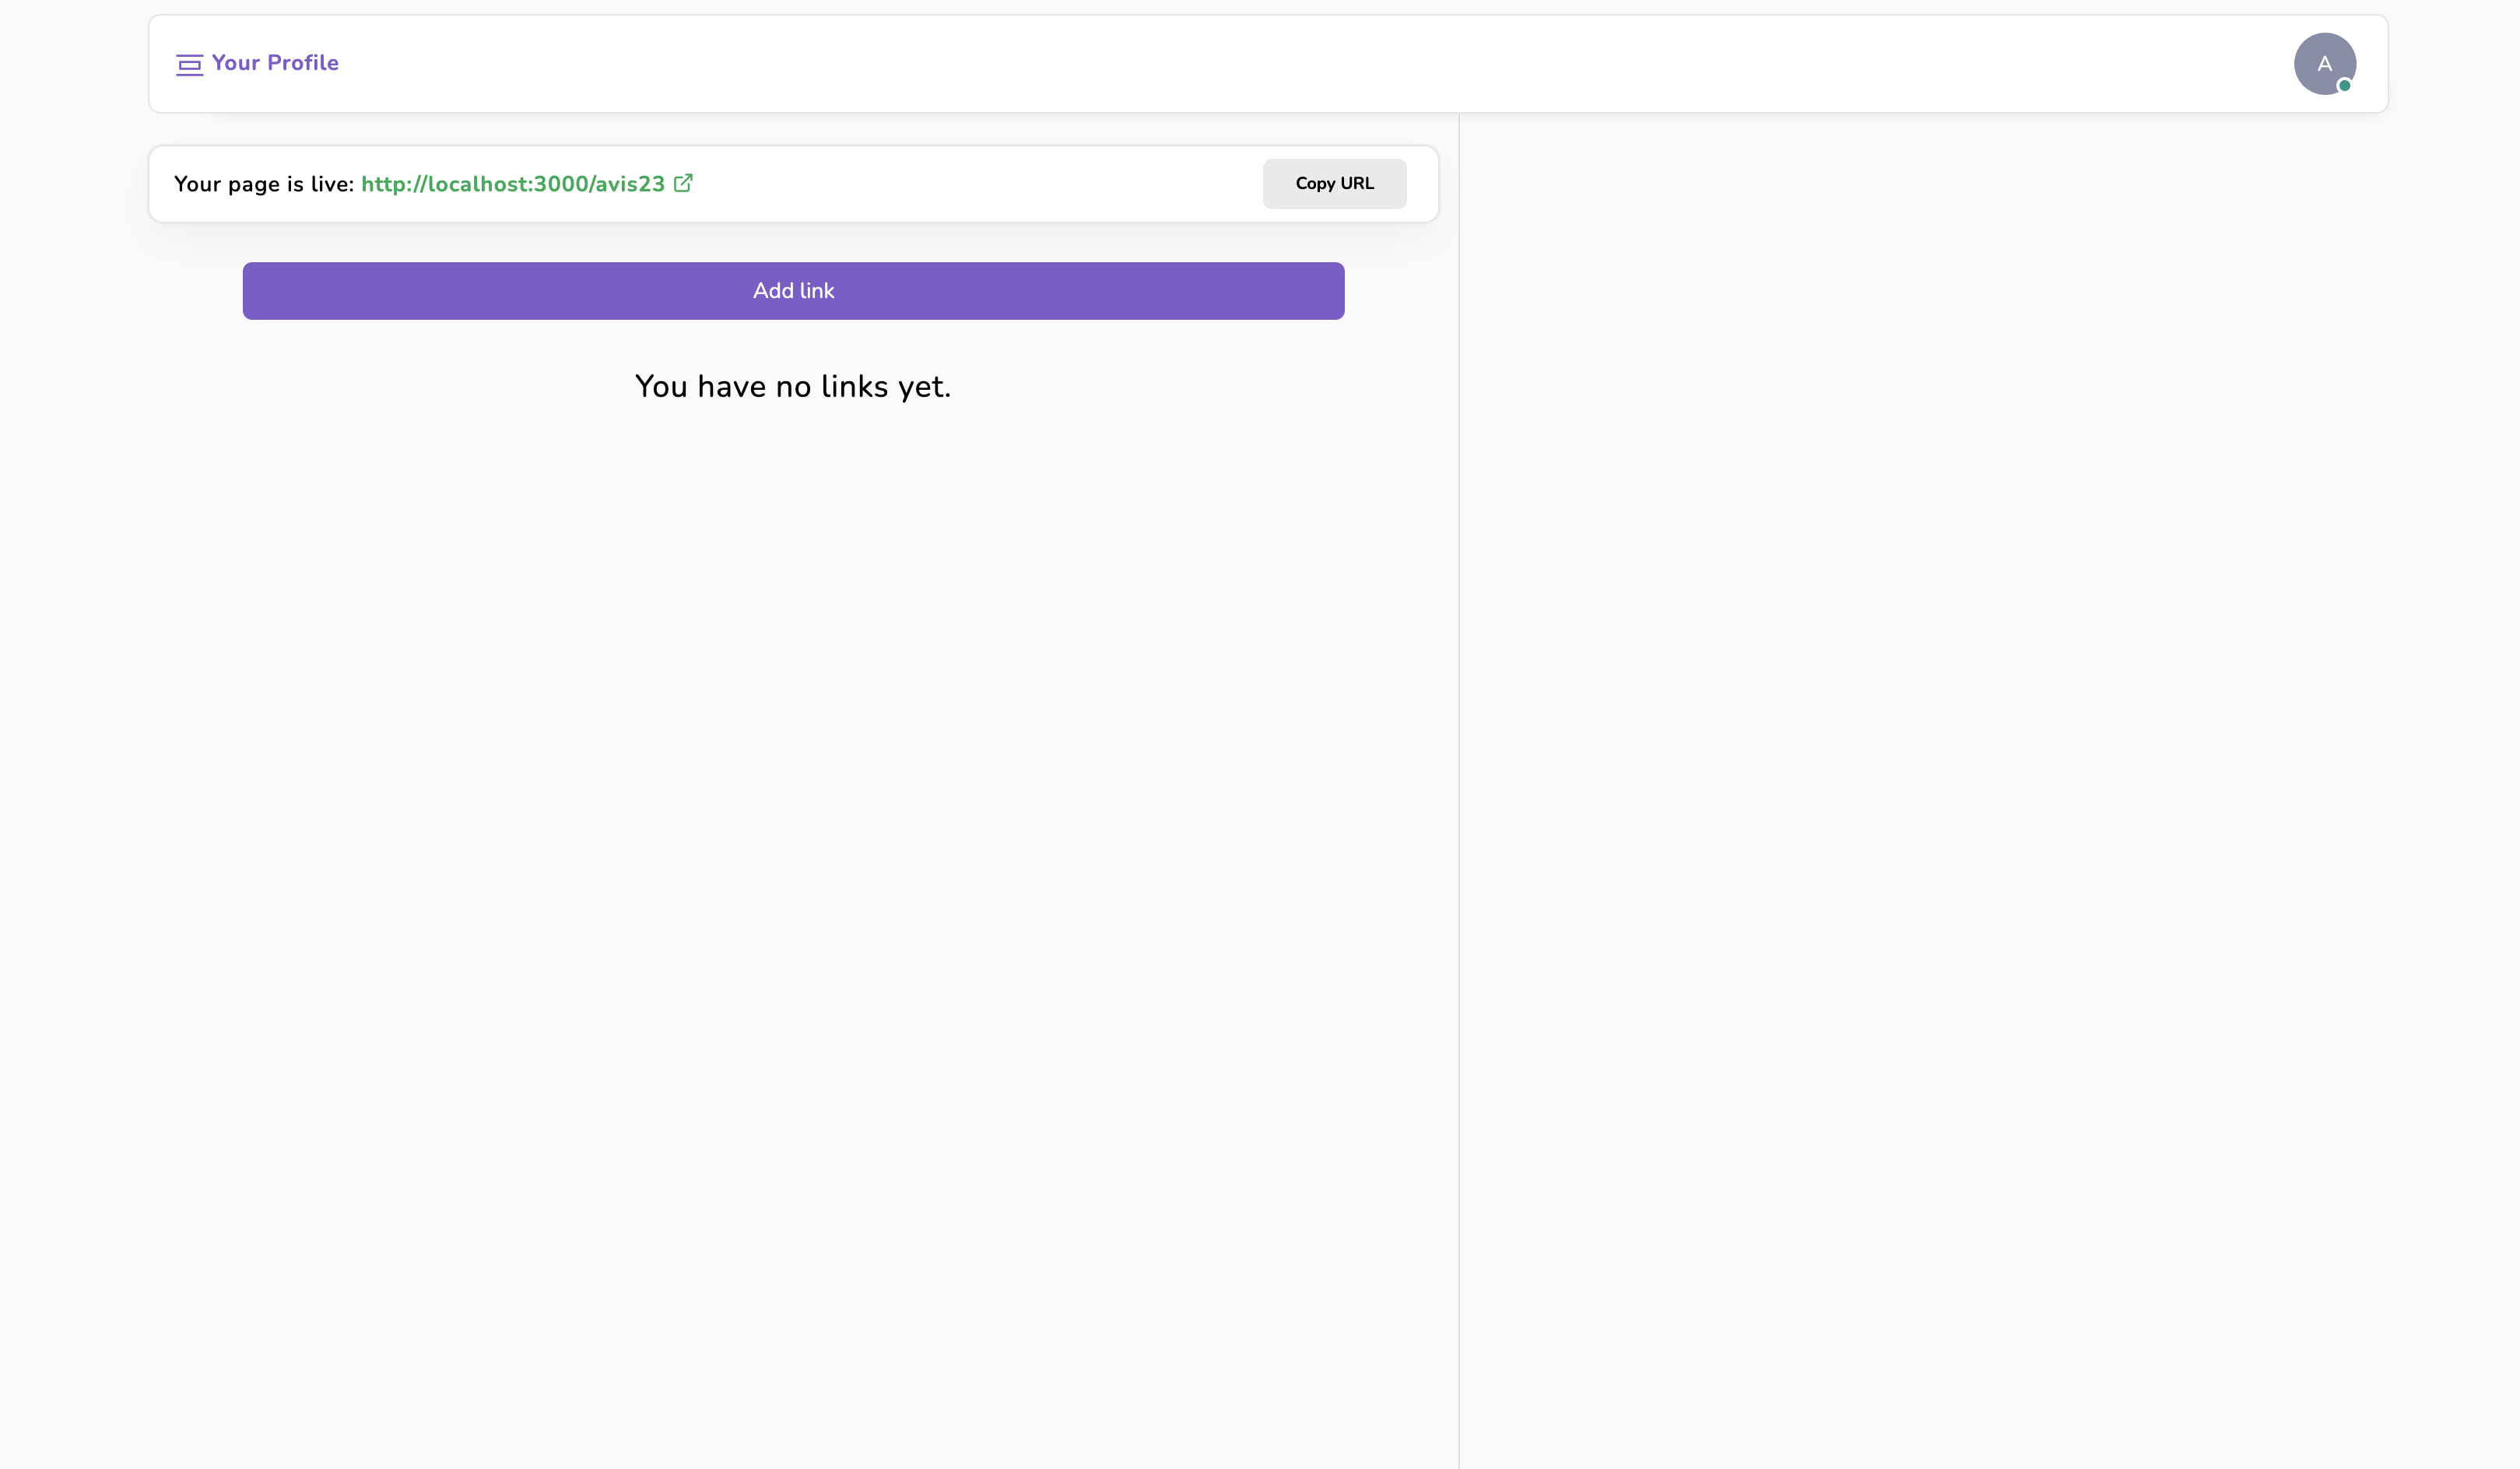 Your Profile
A
Your page is live: http://localhost:3000/avis23
Copy URL
Add link
You have no links yet.